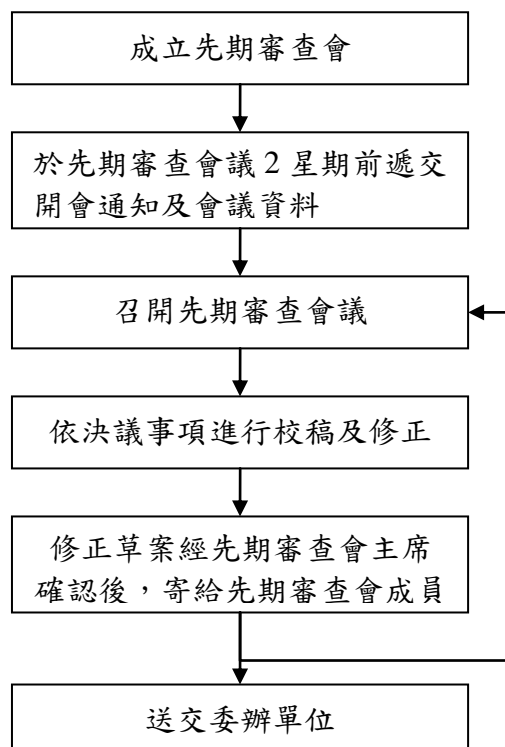 成立先期審查會
於先期審查會議 2 星期前遞交
開會通知及會議資料
召開先期審查會議
依決議事項進行校稿及修正
修正草案經先期審查會主席
確認後，寄給先期審查會成員
送交委辦單位